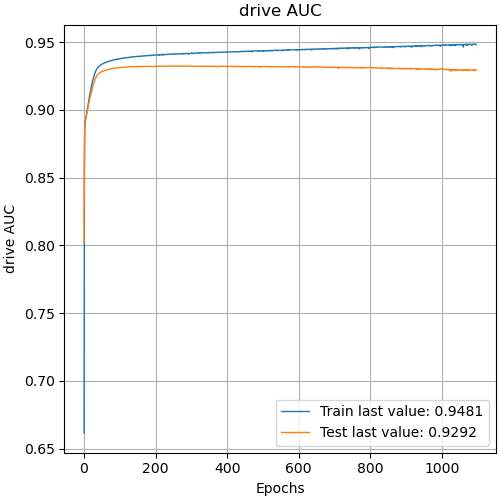 drive AUC
0.95
0.90
0.85
0.80
0.75
0.70
0.65
drive AUC
0
200
400
600
800
1000
Epochs
Train last value: 0.9481
Test last value: 0.9292